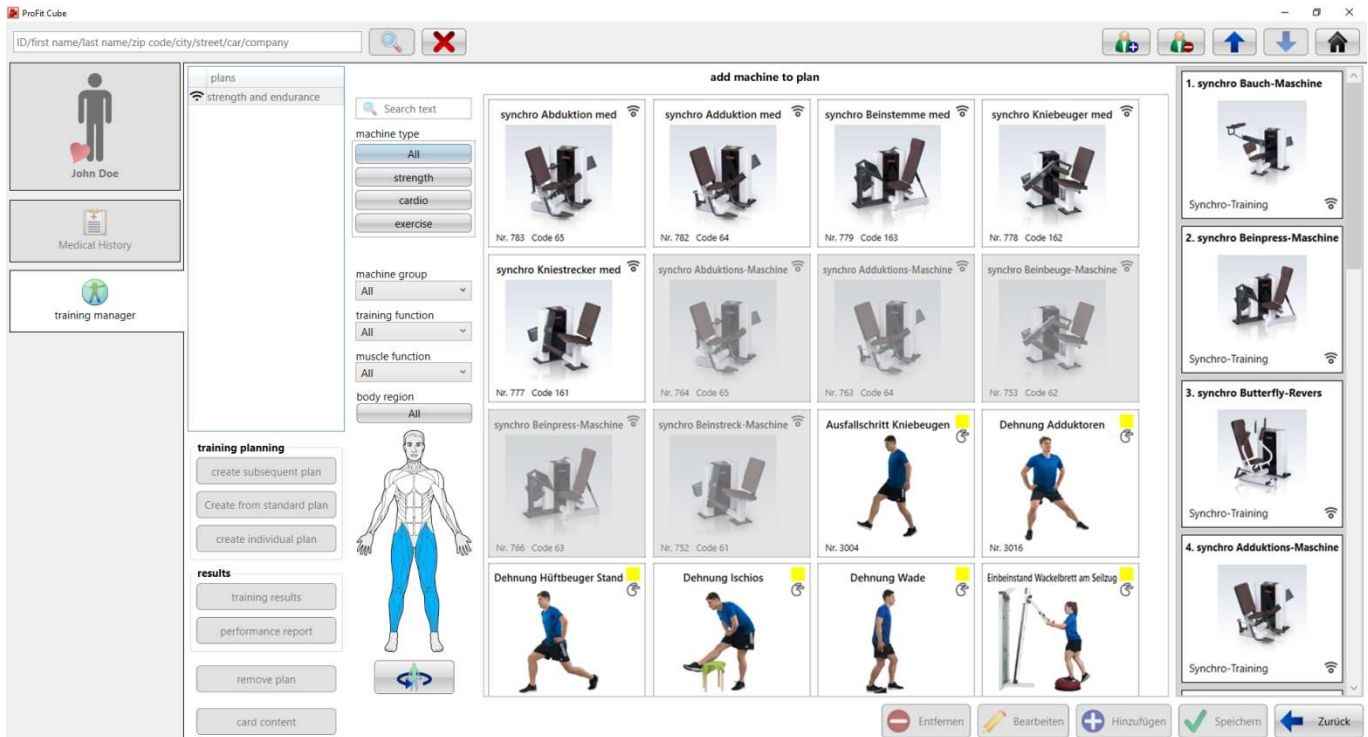 ProFit Cube
ID/first name/last name/zip code/city/street/car/company
John Doe
Medical History
training manager
plans
strength and endurance
training planning
create subsequent plan
Create from standard plan
create individual plan
results
training results
performance report
remove plan
card content
Search text
machine type
All
strength
cardio
exercise
machine group
All
training function
All
muscle function
All
body region
All
add machine to plan
synchro Abduktion med
Nr. 783 Code 65
synchro Adduktion med
Nr. 782 Code 64
synchro Beinstemme med
Nr. 779 Code 163
synchro Kniebeuger med
Nr. 778 Code 162
synchro Kniestrecker med
Nr. 777 Code 161
synchro Abduktions-Maschine
Nr. 764 Code 65
synchro Adduktions-Maschine
Nr. 763 Code 64
synchro Beinbeuge-Maschine
Nr. 753 Code 62
synchro Beinpress-Maschine
Nr. 766 Code 63
synchro Beinstreck-Maschine
Nr. 752 Code 61
Ausfallschritt Kniebeugen
Nr. 3004
Dehnung Adduktoren
Nr. 3016
Dehnung Hüftbeuger Stand
Dehnung Ischios
Dehnung Wade
Einbeinstand Wackelbrett am Seilzug
1. synchro Bauch-Maschine
Synchro-Training
2. synchro Beinpress-Maschine
Synchro-Training
3. synchro Butterfly-Revers
Synchro-Training
4. synchro Adduktions-Maschine
Synchro-Training
Entfernen
Bearbeiten
Hinzufügen
Speichern
Zurück